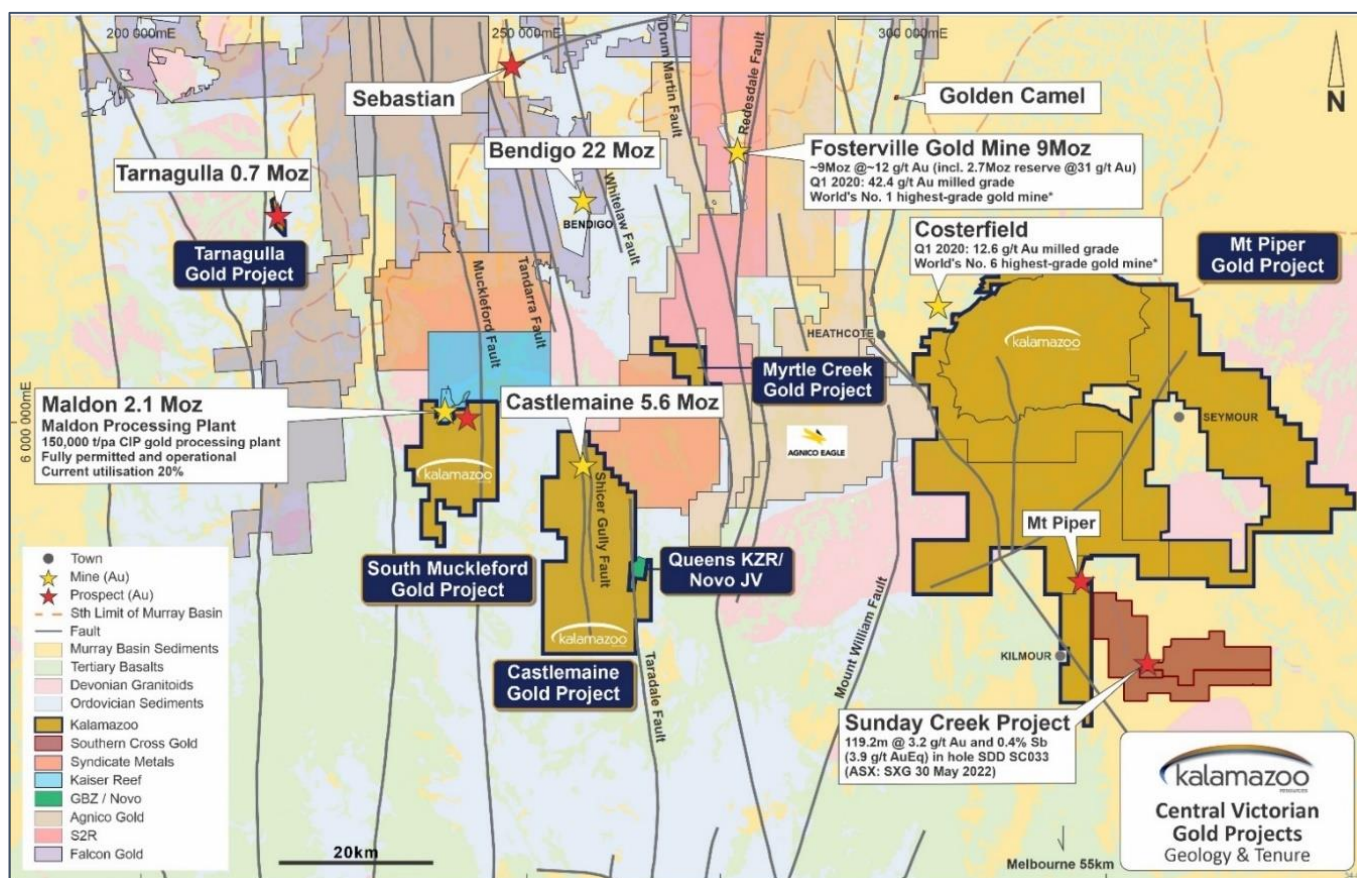 200 000mE
250 000mE
300 000mE
6 000 000mE
N
Sebastian
Drum Martin Fault
Redesdale Fault
Golden Camel
Tarnagulla 0.7 Moz
Tarnagulla
Gold Project
Bendigo 22 Moz
BENDIGO
Whitelaw Fault
Fosterville Gold Mine 9Moz
~9Moz @~12 g/t Au (incl. 2.7Moz reserve @31 g/t Au)
Q1 2020: 42.4 g/t Au milled grade
World's No. 1 highest-grade gold mine*
Costerfield
Q1 2020: 12.6 g/t Au milled grade
World's No. 6 highest-grade gold mine*
Mt Piper
Gold Project
Muckleford Fault
Tandarra Fault
HEATHCOTE
kalamazoo
Myrtle Creek
Gold Project
Maldon 2.1 Moz
Maldon Processing Plant
150,000 t/pa CIP gold processing plant
Fully permitted and operational
Current utilisation 20%
Castlemaine 5.6 Moz
AGNICO EAGLE
SEYMOUR
kalamazoo
Shicer Gully Fault
Mt Piper
South Muckleford
Gold Project
Queens KZR/
Novo JV
kalamazoo
Castlemaine
Gold Project
Taradale Fault
Mount William Fault
KILMOUR
Sunday Creek Project
119.2m @ 3.2 g/t Au and 0.4% Sb
(3.9 g/t AuEq) in hole SDD SC033
(ASX: SXG 30 May 2022)
Town
Mine (Au)
Prospect (Au)
Sth Limit of Murray Basin
Fault
Murray Basin Sediments
Tertiary Basalts
Devonian Granitoids
Ordovician Sediments
Kalamazoo
Southern Cross Gold
Syndicate Metals
Kaiser Reef
GBZ / Novo
Agnico Gold
S2R
Falcon Gold
20km
Melbourne 55km
kalamazoo
RESOURCES
Central Victorian
Gold Projects
Geology & Tenure